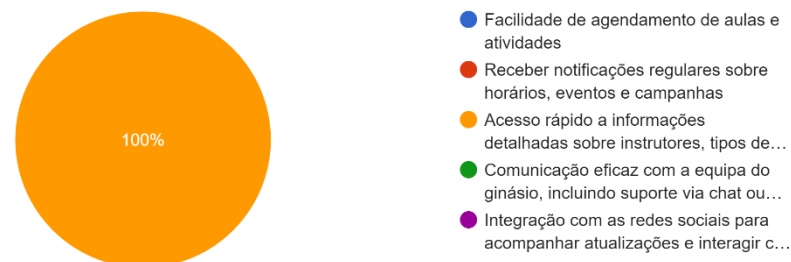 100%
Facilidade de agendamento de aulas e
atividades
Receber notificações regulares sobre
horários, eventos e campanhas
Acesso rápido a informações
detalhadas sobre instrutores, tipos de…
Comunicação eficaz com a equipa do
ginásio, incluindo suporte via chat ou…
Integração com as redes sociais para
acompanhar atualizações e interagir c…